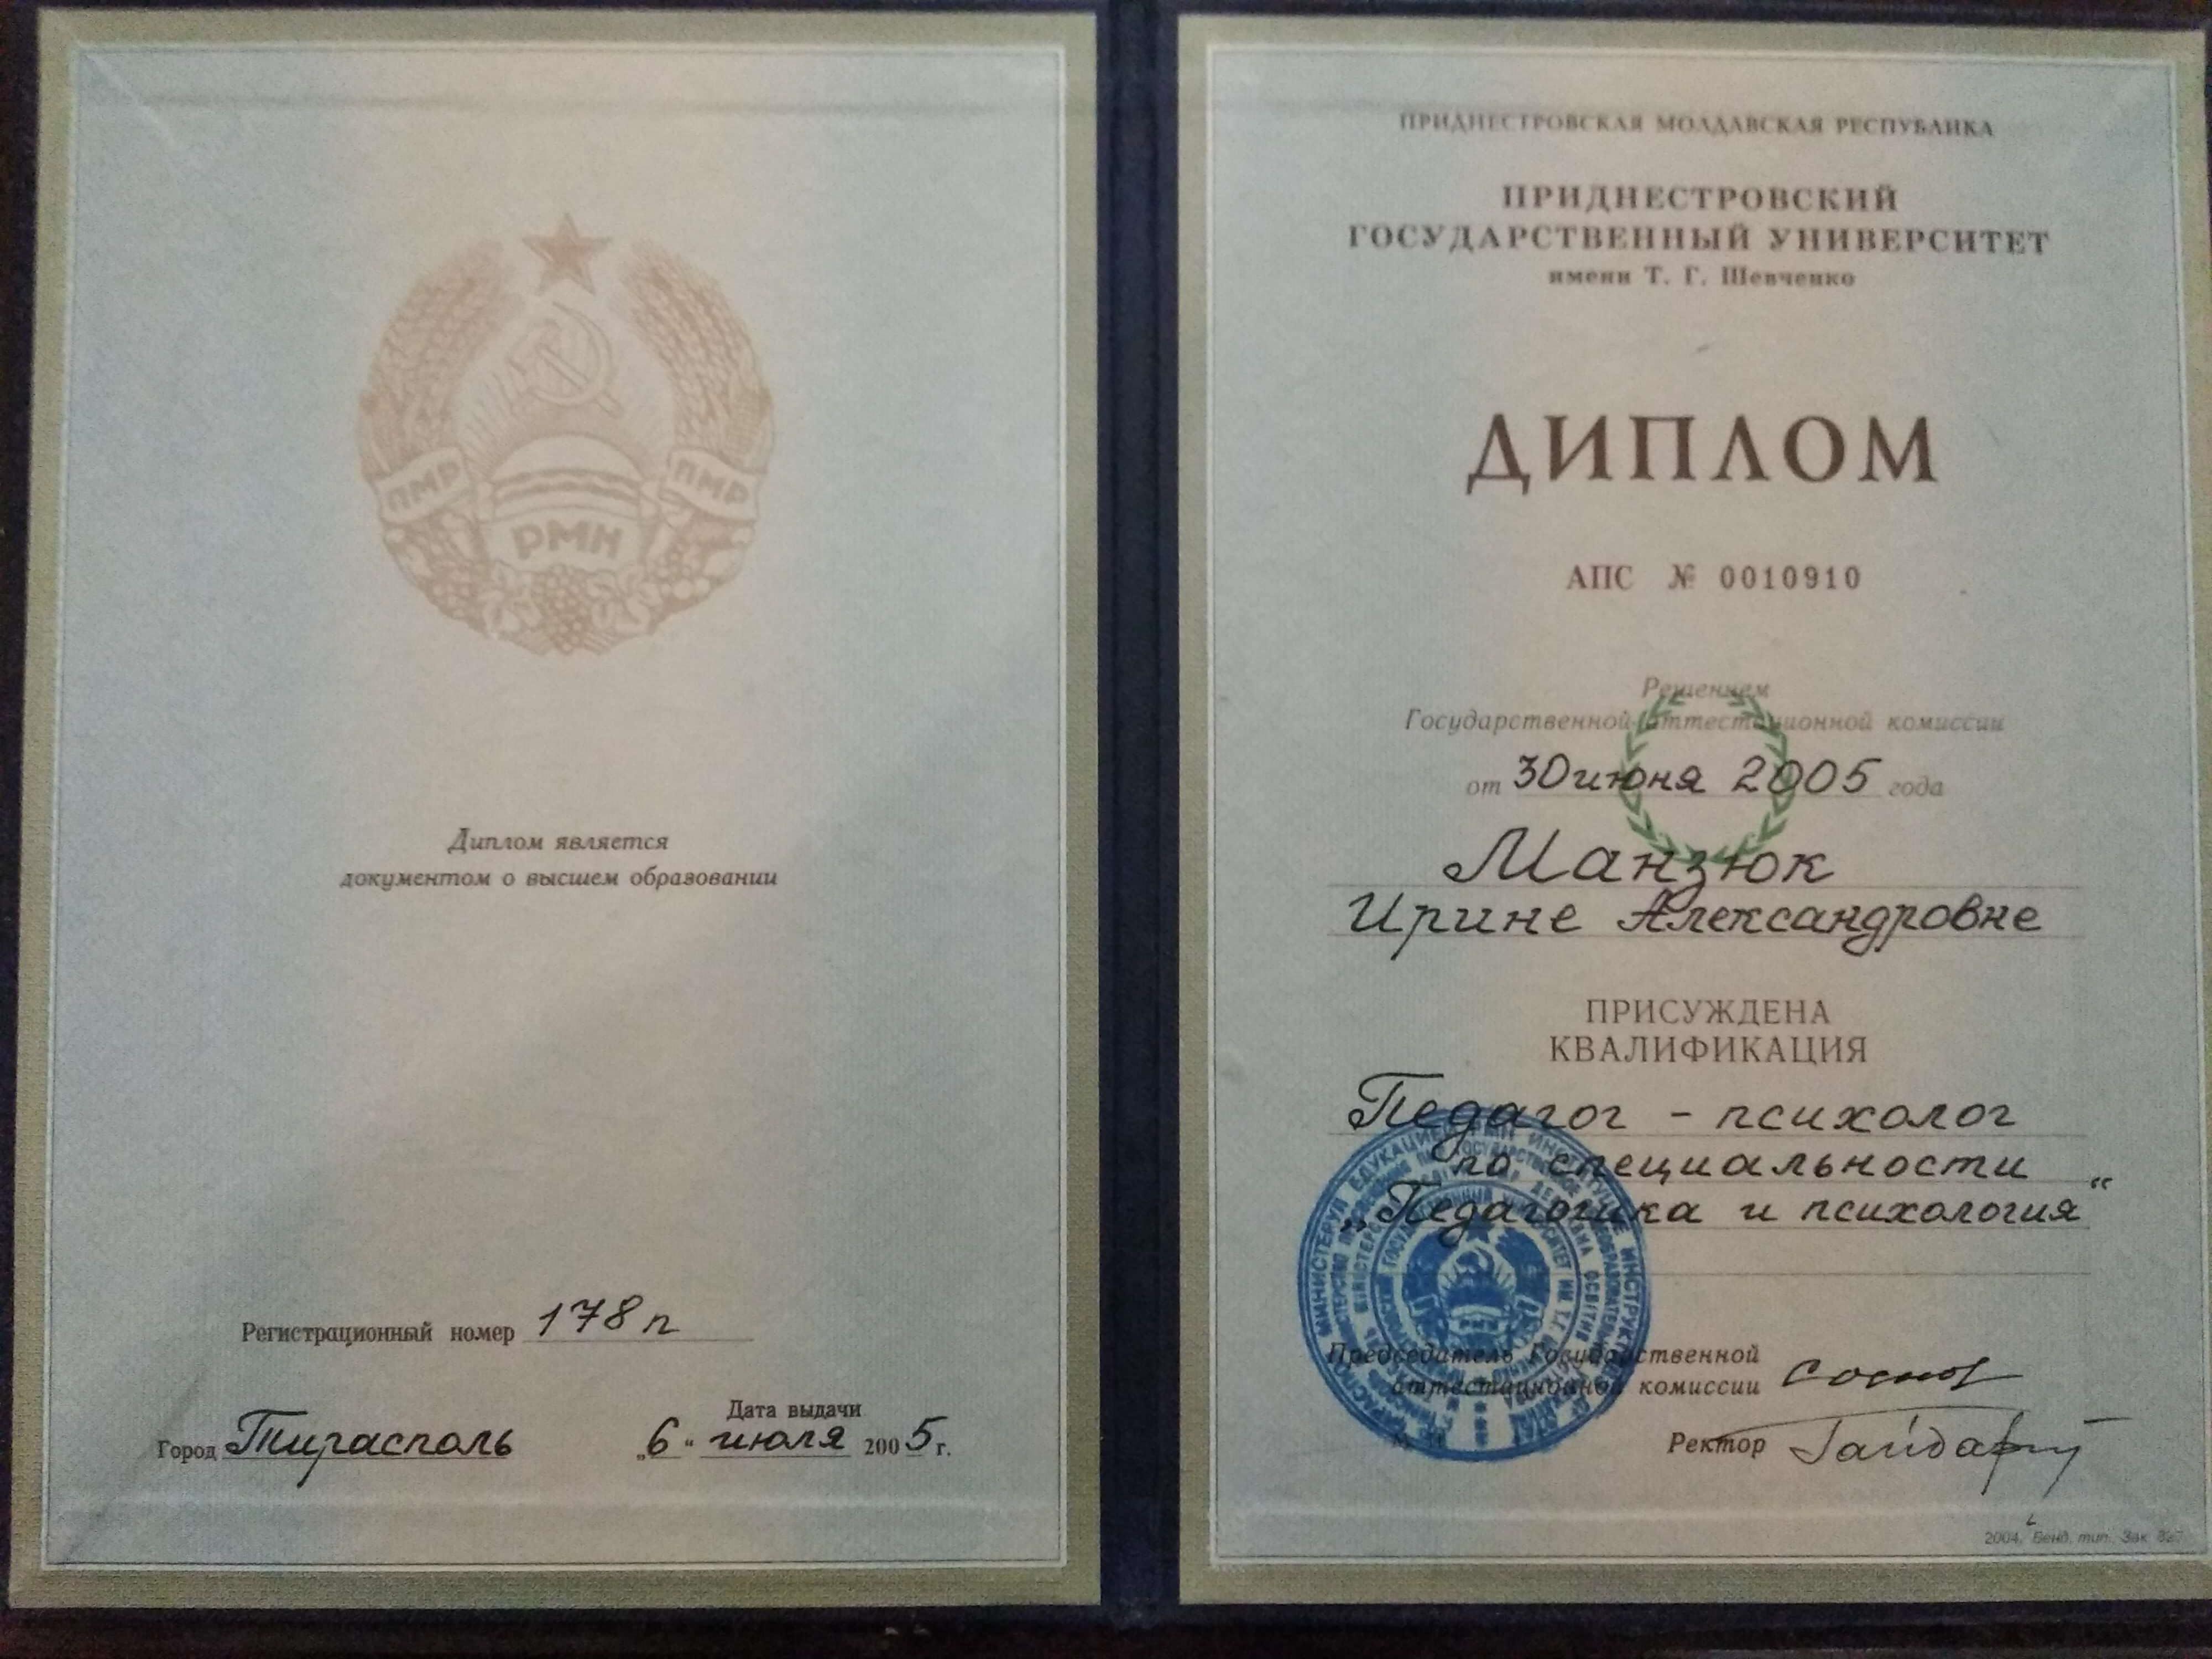 ПМР
ПМР
РМН
Диплом является
документом о высшем образовании
Регистрационный номер 178п
Дата выдачи
Город Тирасполь „6“ июля 2005 г.
ПРИДНЕСТРОВСКАЯ МОЛДАВСКАЯ РЕСПУБЛИКА
ПРИДНЕСТРОВСКИЙ
ГОСУДАРСТВЕННЫЙ УНИВЕРСИТЕТ
имени Т. Г. Шевченко
ДИПЛОМ
АПС № 0010910
Решением
Государственной аттестационной комиссии
от 30 июня 2005 года
Манзюк
Ирине Александровне
ПРИСУЖДЕНА
КВАЛИФИКАЦИЯ
Педагог - психолог
по специальности
„Педагогика и психология“
Председатель Государственной
аттестационной комиссии
Ректор
2004, Бенд. тип. Зак.